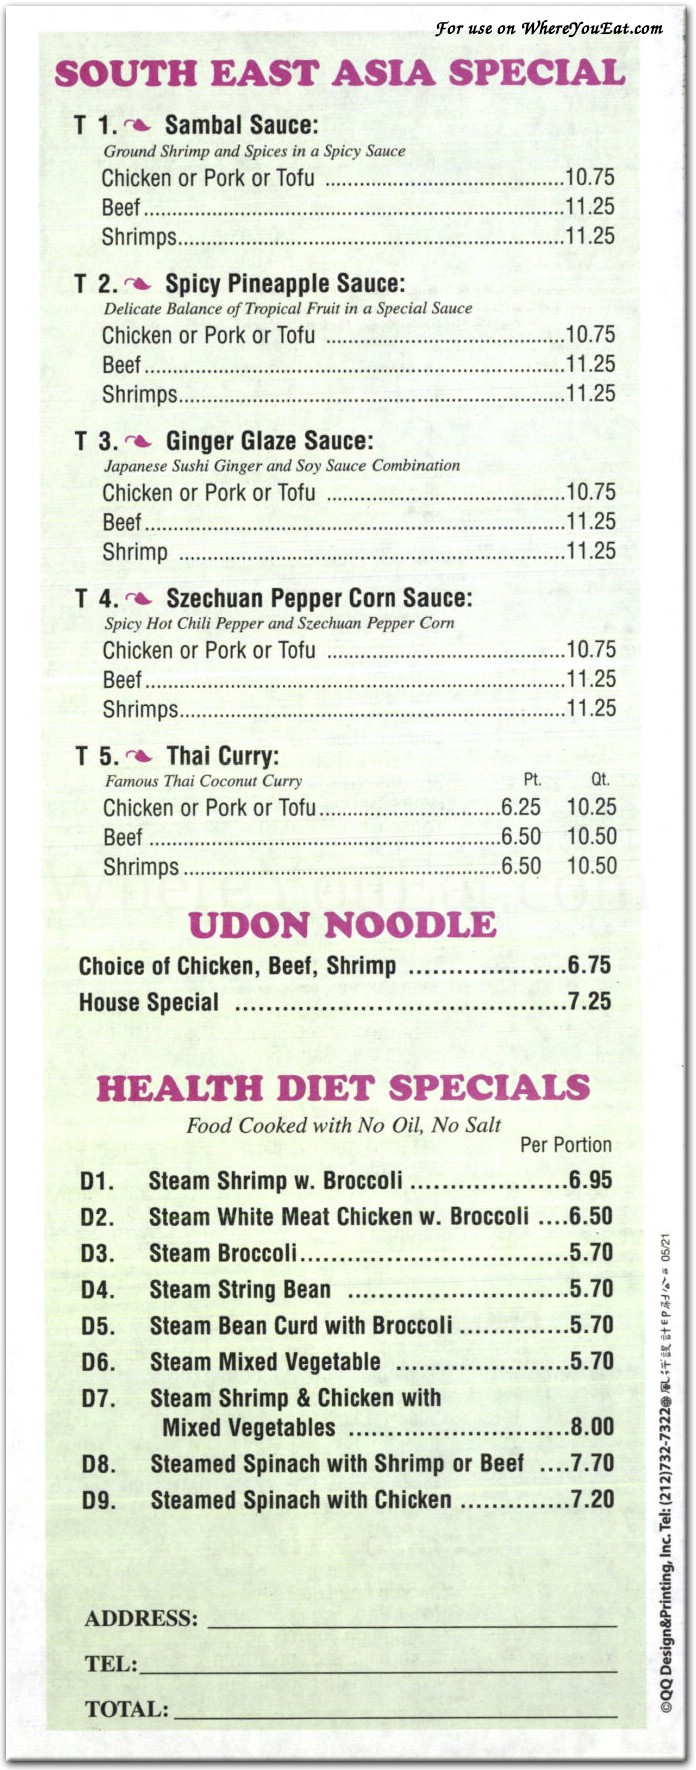 For use on WhereYouEat.com
SOUTH EAST ASIA SPECIAL
T 1. Sambal Sauce:
Ground Shrimp and Spices in a Spicy Sauce
Chicken or Pork or Tofu ..........................................10.75
Beef..........................................................................11.25
Shrimps....................................................................11.25
T 2. Spicy Pineapple Sauce:
Delicate Balance of Tropical Fruit in a Special Sauce
Chicken or Pork or Tofu ..........................................10.75
Beef..........................................................................11.25
Shrimps....................................................................11.25
T 3. Ginger Glaze Sauce:
Japanese Sushi Ginger and Soy Sauce Combination
Chicken or Pork or Tofu ..........................................10.75
Beef..........................................................................11.25
Shrimp ....................................................................11.25
T 4. Szechuan Pepper Corn Sauce:
Spicy Hot Chili Pepper and Szechuan Pepper Corn
Chicken or Pork or Tofu ..........................................10.75
Beef..........................................................................11.25
Shrimps....................................................................11.25
T 5. Thai Curry:
Famous Thai Coconut Curry Pt. Qt.
Chicken or Pork or Tofu................................6.25 10.25
Beef ..............................................................6.50 10.50
Shrimps ........................................................6.50 10.50
WhereYouEat.com
UDON NOODLE
Choice of Chicken, Beef, Shrimp ....................6.75
House Special ...........................................7.25
HEALTH DIET SPECIALS
Food Cooked with No Oil, No Salt
Per Portion
D1. Steam Shrimp w. Broccoli ....................6.95
D2. Steam White Meat Chicken w. Broccoli ....6.50
D3. Steam Broccoli..................................5.70
D4. Steam String Bean ............................5.70
D5. Steam Bean Curd with Broccoli ..............5.70
D6. Steam Mixed Vegetable ......................5.70
D7. Steam Shrimp & Chicken with
Mixed Vegetables ............................8.00
D8. Steamed Spinach with Shrimp or Beef ....7.70
D9. Steamed Spinach with Chicken ..............7.20
ADDRESS:
TEL:
TOTAL:
©QQ Design&Printing, Inc. Tel: (212)732-7322@ 風行設計印刷公司 05/21